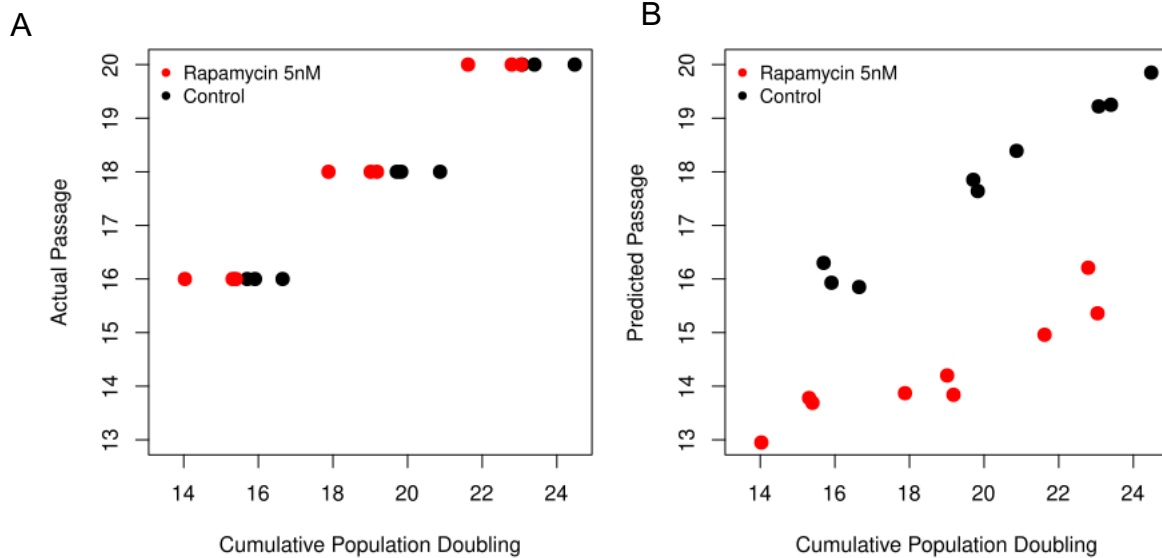 A
Rapamycin 5nM
Control
Actual Passage
20
19
18
17
16
15
14
13
14 16 18 20 22 24
Cumulative Population Doubling
B
Rapamycin 5nM
Control
Predicted Passage
20
19
18
17
16
15
14
13
14 16 18 20 22 24
Cumulative Population Doubling